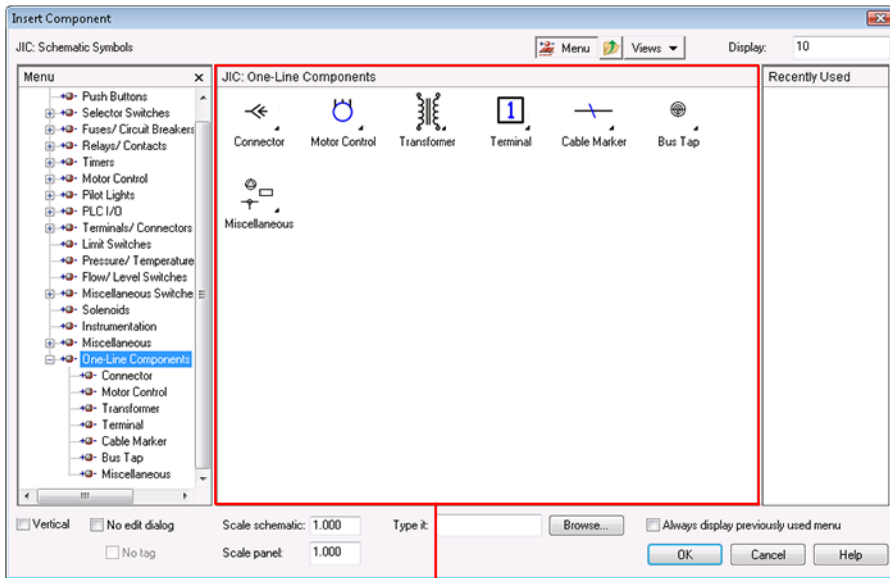 Insert Component
JIC: Schematic Symbols
Menu
Views
Display:
10
Menu
x
Push Buttons
Selector Switches
Fuses/ Circuit Breakers
Relays/ Contacts
Timers
Motor Control
Pilot Lights
PLC I/O
Terminals/ Connectors
Limit Switches
Pressure/ Temperature
Flow/ Level Switches
Miscellaneous Switche
Solenoids
Instrumentation
Miscellaneous
One-Line Components
Connector
Motor Control
Transformer
Terminal
Cable Marker
Bus Tap
Miscellaneous
JIC: One-Line Components
1
Connector
Motor Control
Transformer
Terminal
Cable Marker
Bus Tap
Miscellaneous
Recently Used
Vertical
No edit dialog
No tag
Scale schematic:
1.000
Scale panel:
1.000
Type it:
Browse...
Always display previously used menu
OK
Cancel
Help